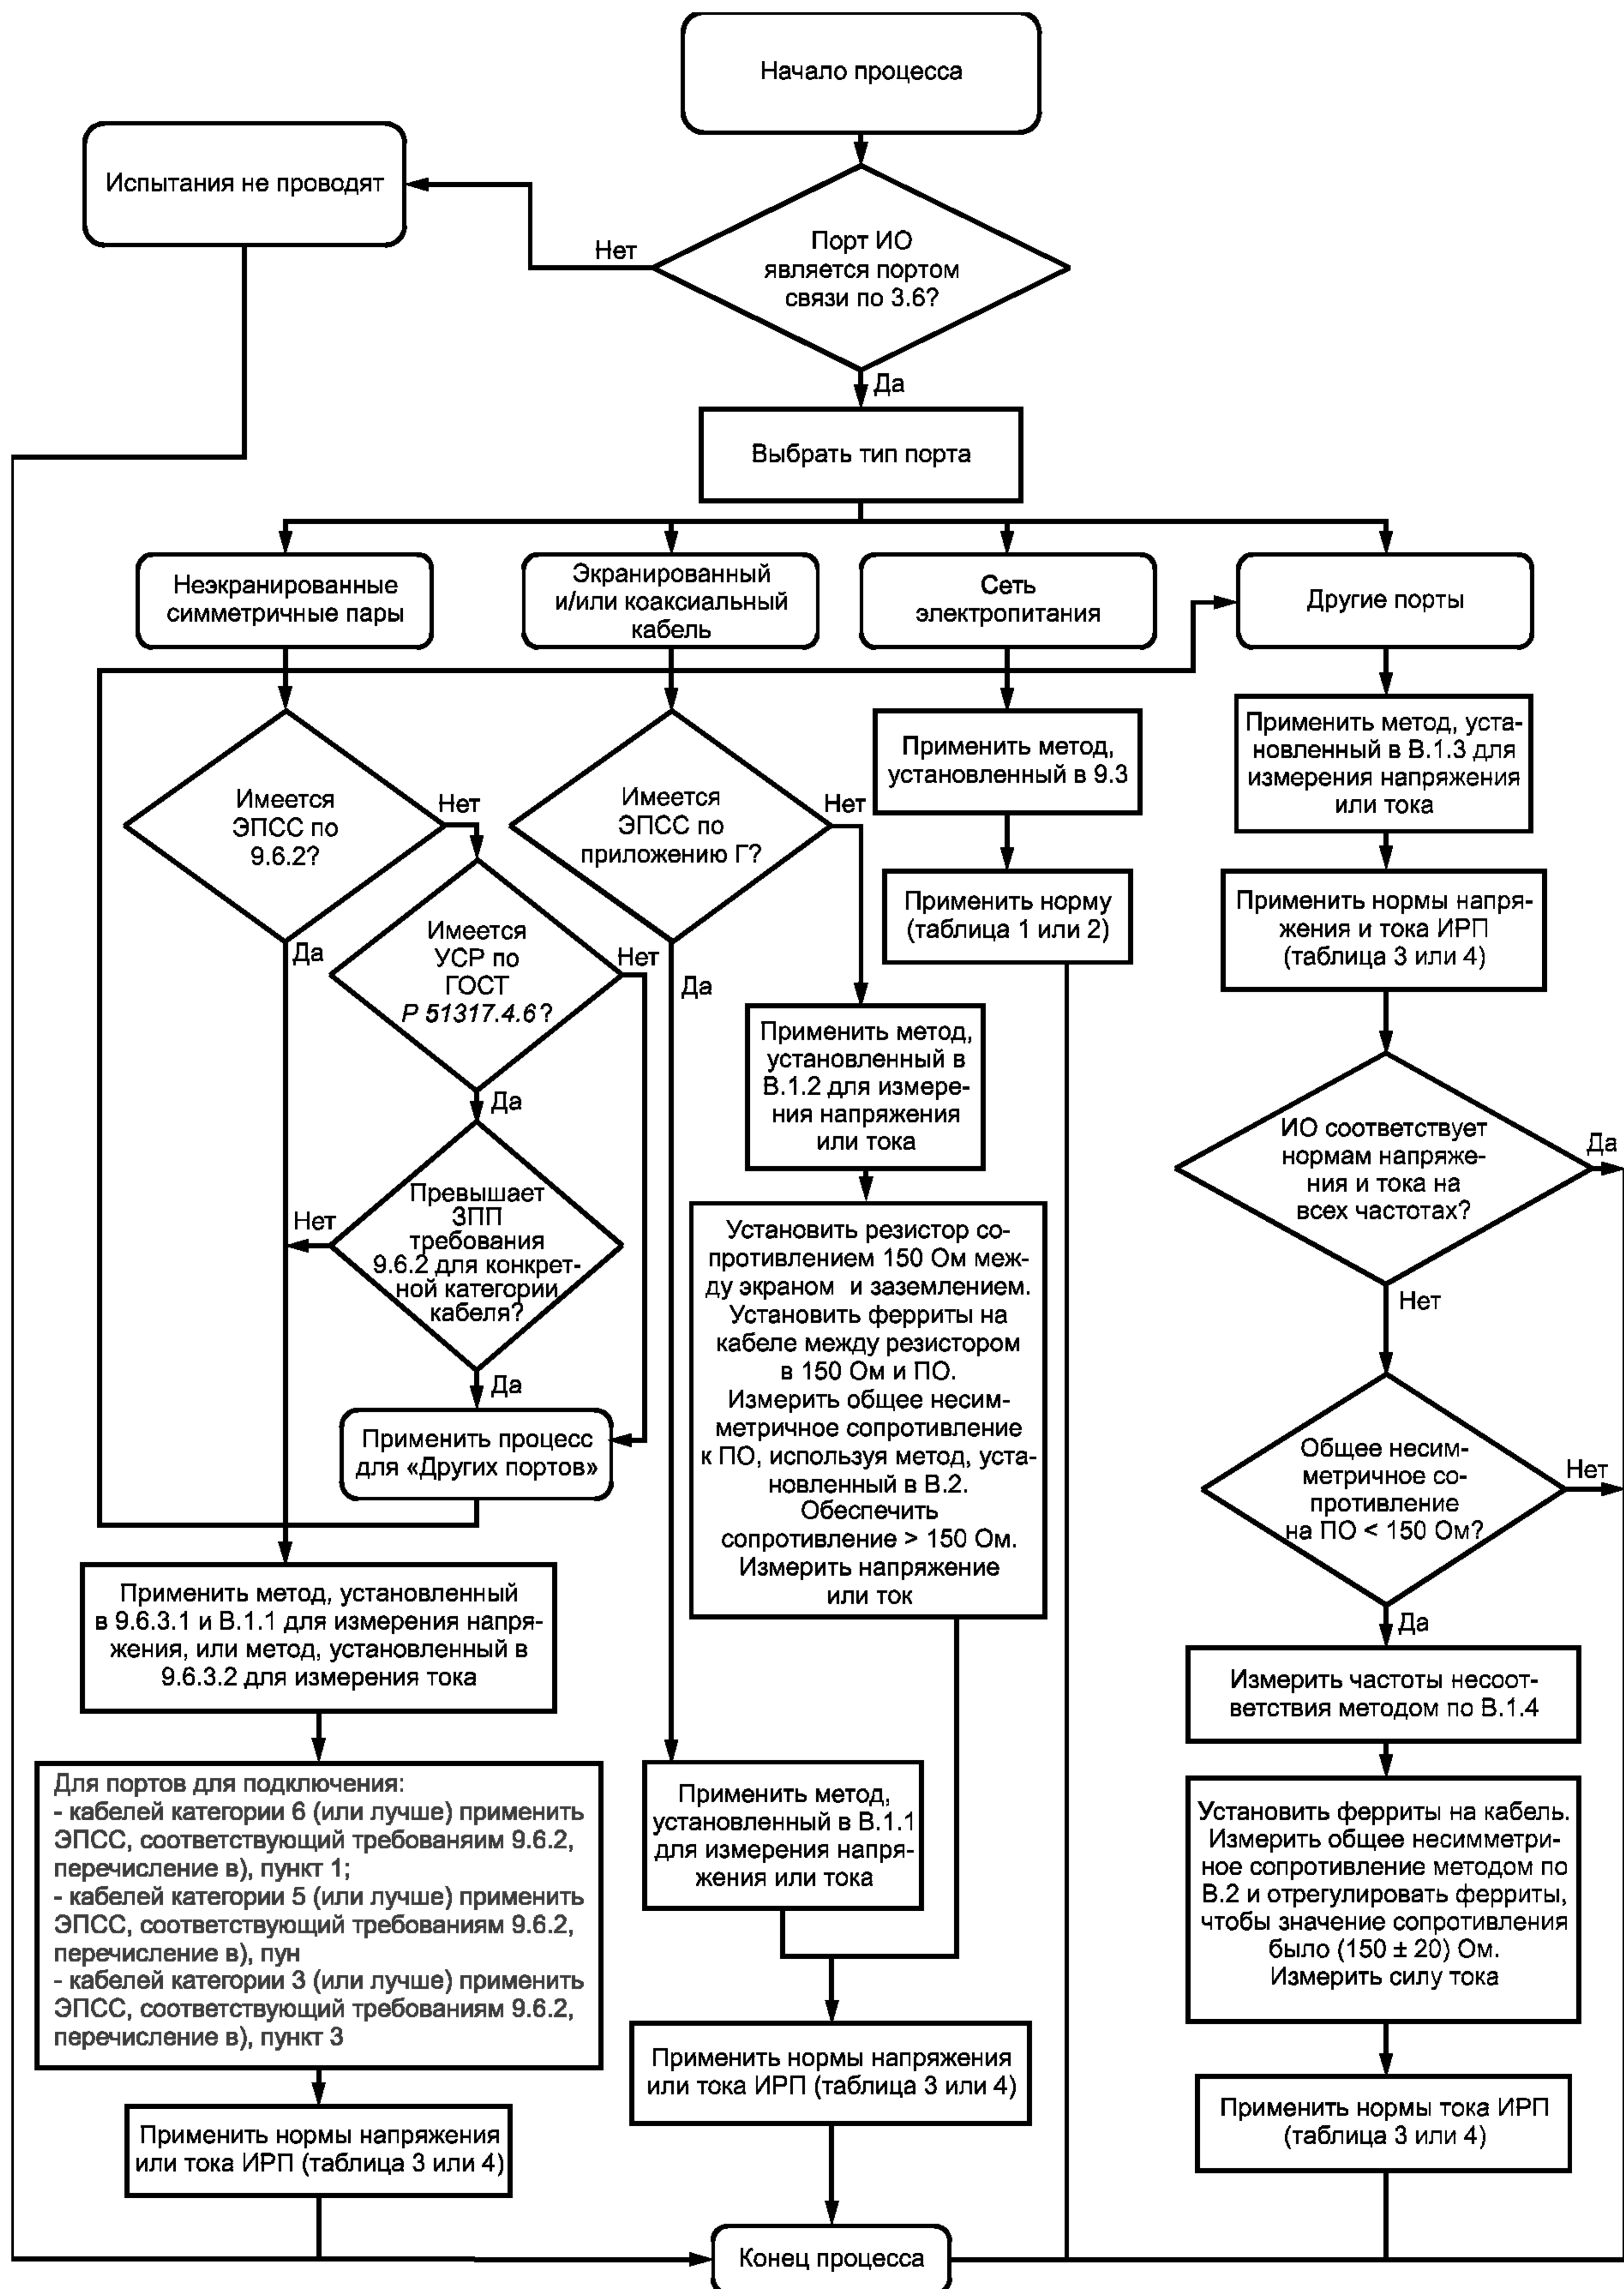 Начало процесса
Испытания не проводят
Нет
Порт ИО
является портом
связи по 3.6?
Да
Выбрать тип порта
Неэкранированные
симметричные пары
Экранированный
и/или коаксиальный
кабель
Сеть
электропитания
Другие порты
Имеется
ЭПСС по
9.6.2?
Нет
Да
Имеется
УСР по
ГОСТ
Р 51317.4.6?
Нет
Да
Превышает
ЗПП
требования
9.6.2 для конкрет-
ной категории
кабеля?
Нет
Да
Применить процесс
для «Других портов»
Применить метод, установленный
в 9.6.3.1 и В.1.1 для измерения напря-
жения, или метод, установленный в
9.6.3.2 для измерения тока
Для портов для подключения:
- кабелей категории 6 (или лучше) применить
ЭПСС, соответствующий требованяим 9.6.2,
перечисление в), пункт 1;
- кабелей категории 5 (или лучше) применить
ЭПСС, соответствующий требованиям 9.6.2,
перечисление в), пун
- кабелей категории 3 (или лучше) применить
ЭПСС, соответствующий требованиям 9.6.2,
перечисление в), пункт 3
Применить нормы напряжения
или тока ИРП (таблица 3 или 4)
Имеется
ЭПСС по
приложению Г?
Нет
Да
Применить метод,
установленный в
В.1.2 для измере-
ния напряжения
или тока
Установить резистор со-
противлением 150 Ом меж-
ду экраном и заземлением.
Установить ферриты на
кабеле между резистором
в 150 Ом и ПО.
Измерить общее несим-
метричное сопротивление
к ПО, используя метод, уста-
новленный в В.2.
Обеспечить
сопротивление > 150 Ом.
Измерить напряжение
или ток
Применить метод,
установленный в В.1.1
для измерения напря-
жения или тока
Применить нормы напряжения
или тока ИРП (таблица 3 или 4)
Применить метод,
установленный в 9.3
Применить норму
(таблица 1 или 2)
Применить метод, уста-
новленный в В.1.3 для
измерения напряжения
или тока
Применить нормы напря-
жения и тока ИРП
(таблица 3 или 4)
ИО соответствует
нормам напряже-
ния и тока на
всех частотах?
Да
Нет
Общее несим-
метричное со-
противление
на ПО < 150 Ом?
Нет
Да
Измерить частоты несоот-
ветствия методом по В.1.4
Установить ферриты на кабель.
Измерить общее несимметри-
ное сопротивление методом по
В.2 и отрегулировать ферриты,
чтобы значение сопротивления
было (150 ± 20) Ом.
Измерить силу тока
Применить нормы тока ИРП
(таблица 3 или 4)
Конец процесса